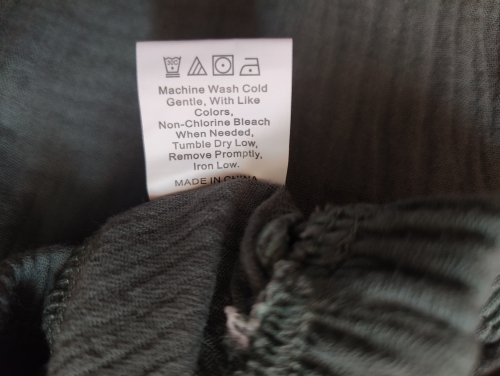 Machine Wash Cold
Gentle, With Like
Colors,
Non-Chlorine Bleach
When Needed,
Tumble Dry Low,
Remove Promptly,
Iron Low.
MADE IN CHINA